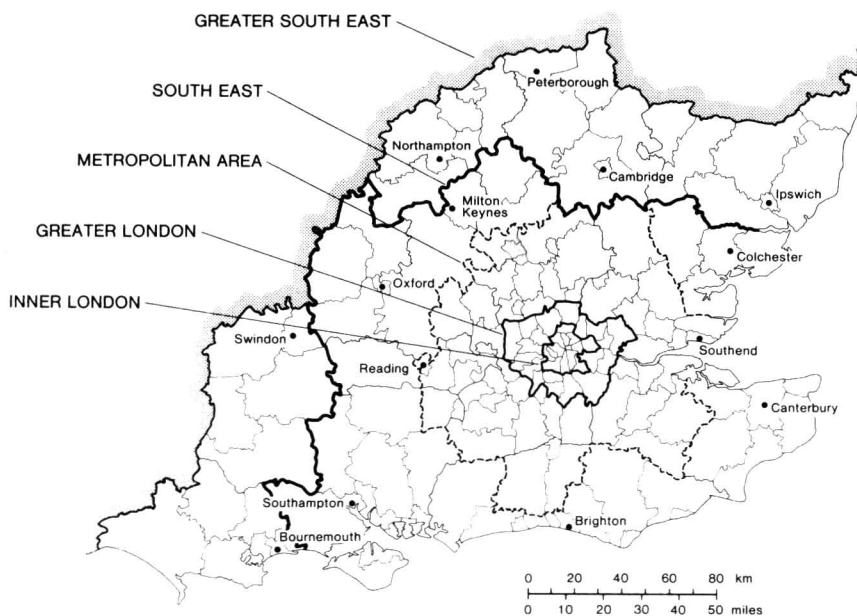 GREATER SOUTH EAST
SOUTH EAST
METROPOLITAN AREA
GREATER LONDON
INNER LONDON
Peterborough
Northampton
Cambridge
Milton
Keynes
Ipswich
Colchester
Oxford
Swindon
Southend
Reading
Canterbury
Southampton
Brighton
Bournemouth
0 20 40 60 80 km
0 10 20 30 40 50 miles